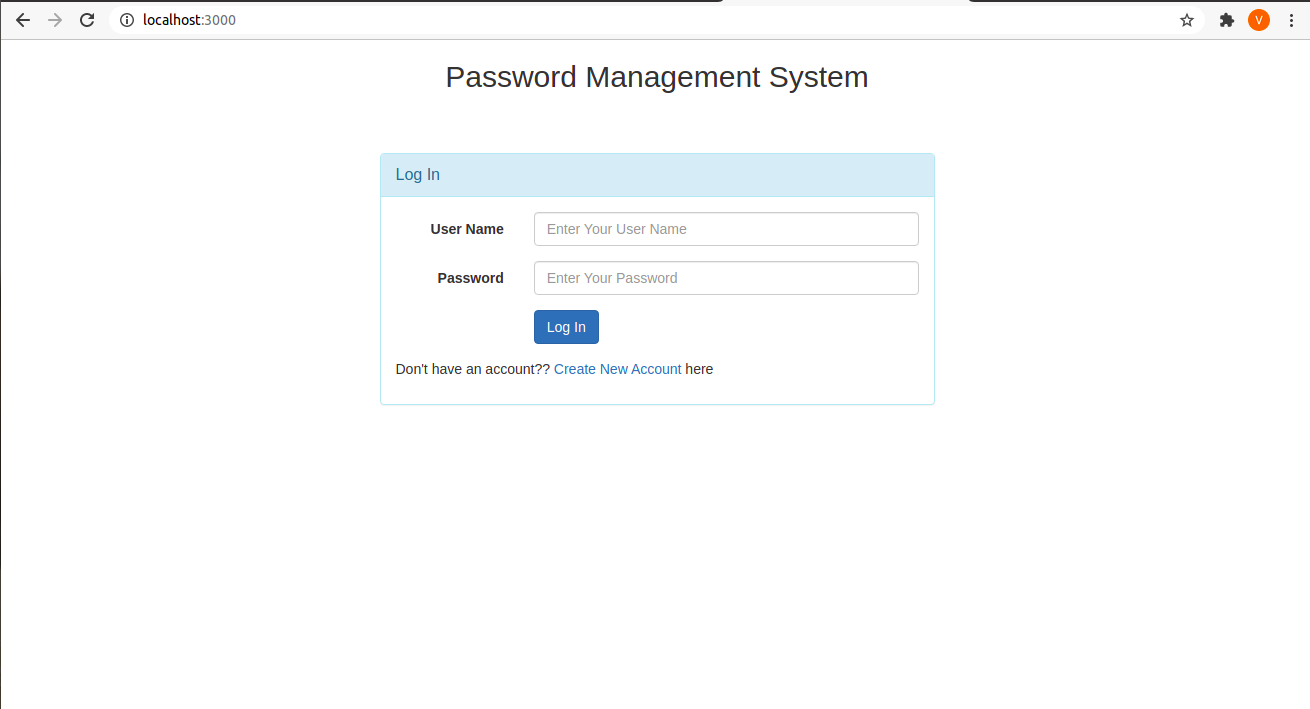 localhost:3000
V
Password Management System
Log In
User Name Enter Your User Name
Password Enter Your Password
Log In
Don't have an account?? Create New Account here